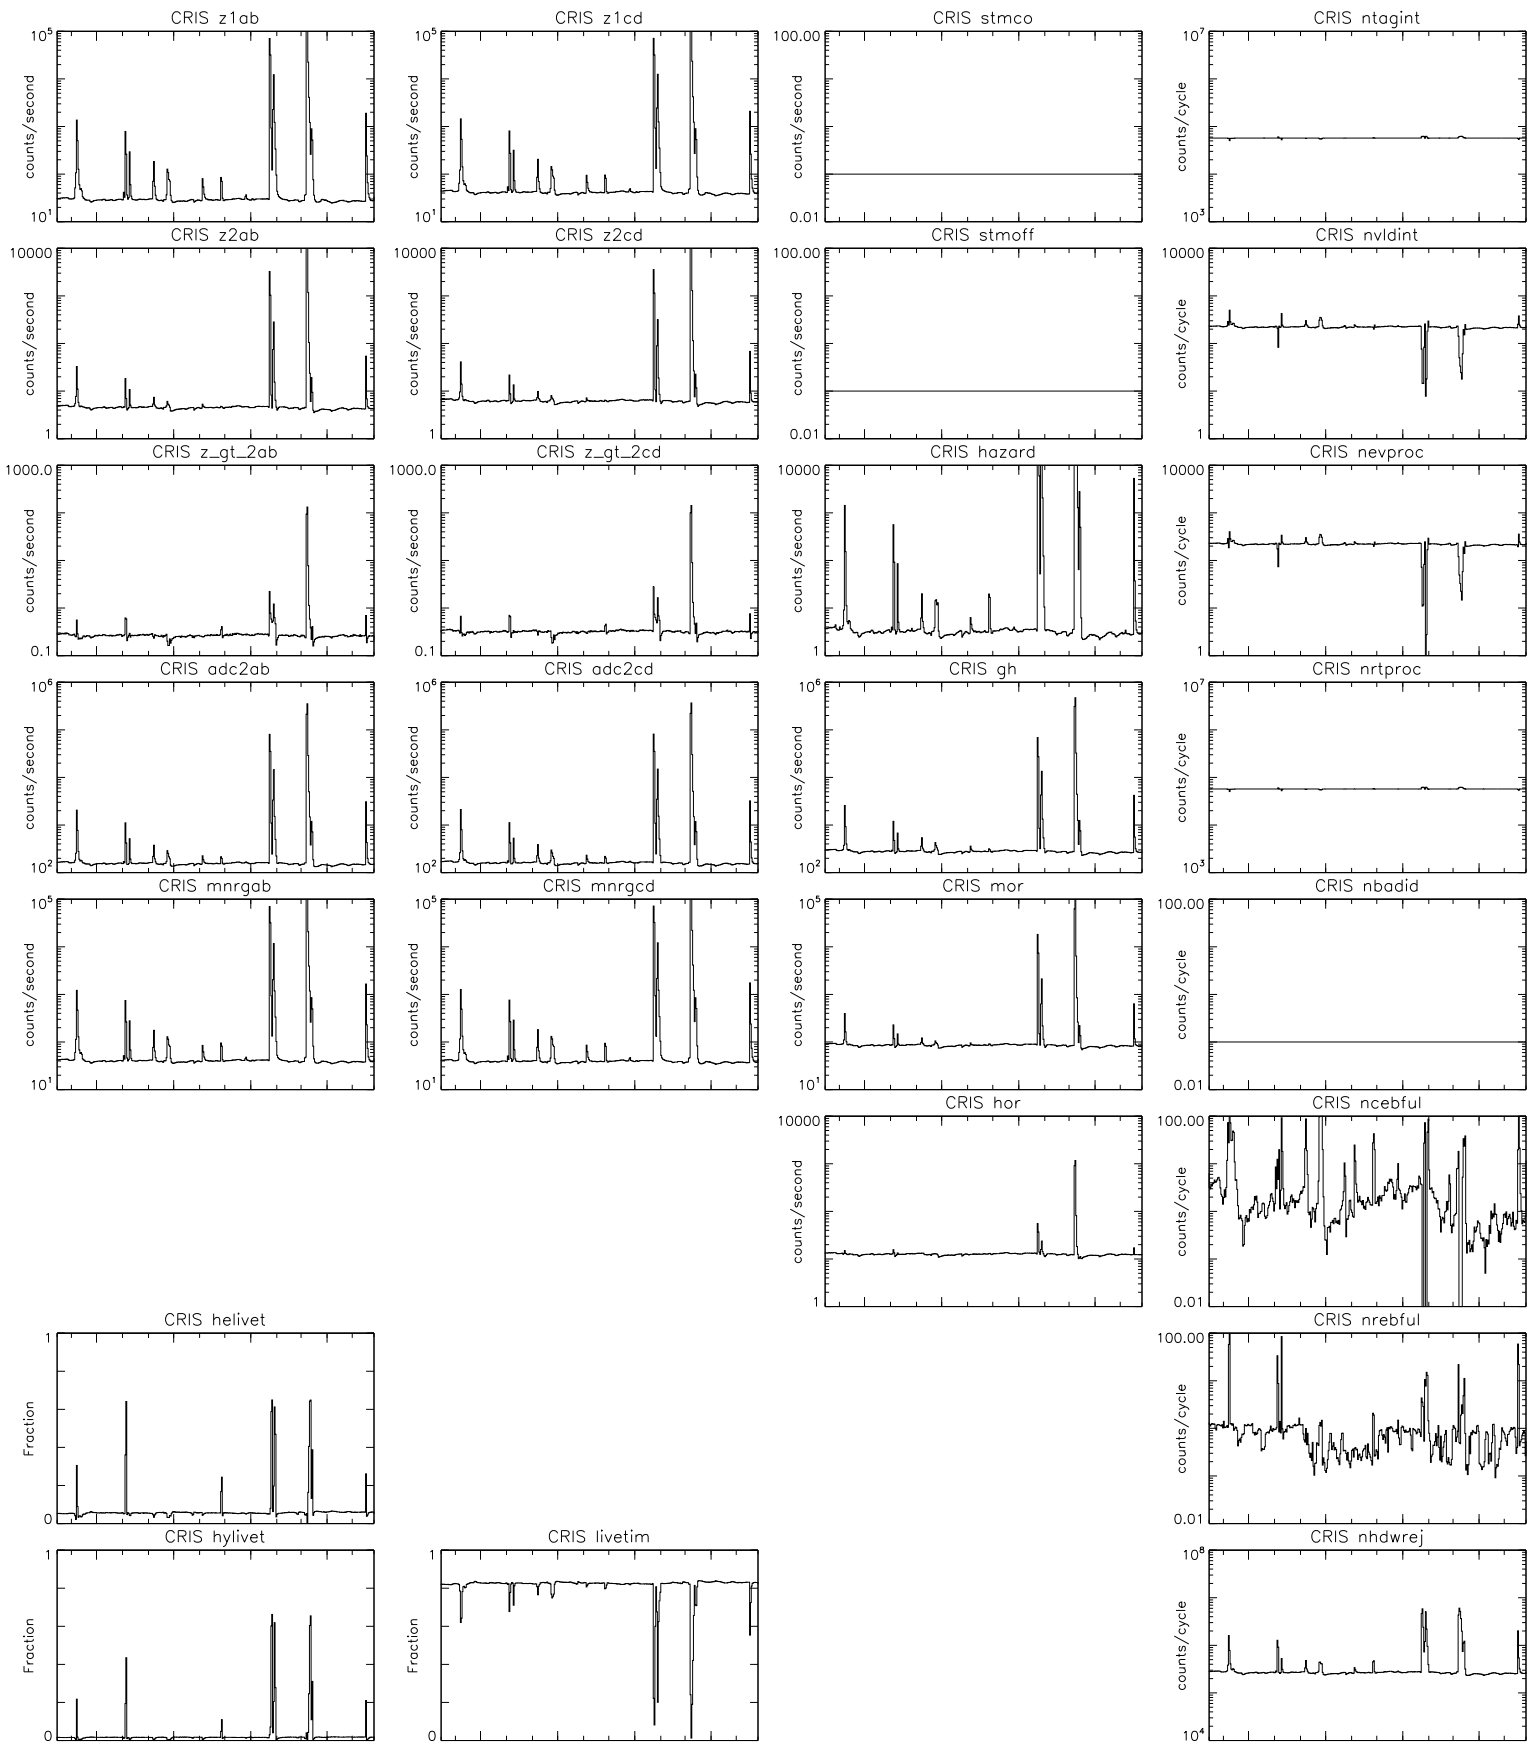 CRIS z1ab
CRIS z1cd
CRIS stmco
CRIS ntagint
10^5
counts/second
10^1
10^5
counts/second
10^1
100.00
counts/second
0.01
10^7
counts/cycle
10^3
CRIS z2ab
CRIS z2cd
CRIS stmoff
CRIS nvldint
10000
counts/second
1
10000
counts/second
1
100.00
counts/second
0.01
10000
counts/cycle
1
CRIS z_gt_2ab
CRIS z_gt_2cd
CRIS hazard
CRIS nevproc
1000.0
counts/second
0.1
1000.0
counts/second
0.1
10000
counts/second
1
10000
counts/cycle
1
CRIS adc2ab
CRIS adc2cd
CRIS gh
CRIS nrtproc
10^6
counts/second
10^2
10^6
counts/second
10^2
10^6
counts/second
10^2
10^7
counts/cycle
10^3
CRIS mnrgab
CRIS mnrgcd
CRIS mor
CRIS nbadid
10^5
counts/second
10^1
10^5
counts/second
10^1
10^5
counts/second
10^1
100.00
counts/cycle
0.01
CRIS hor
CRIS ncebful
10000
counts/second
1
100.00
counts/cycle
0.01
CRIS helivet
CRIS nrebful
1
Fraction
0
100.00
counts/cycle
0.01
CRIS hylivet
CRIS livetim
CRIS nhdwrej
1
Fraction
0
1
Fraction
0
10^8
counts/cycle
10^4